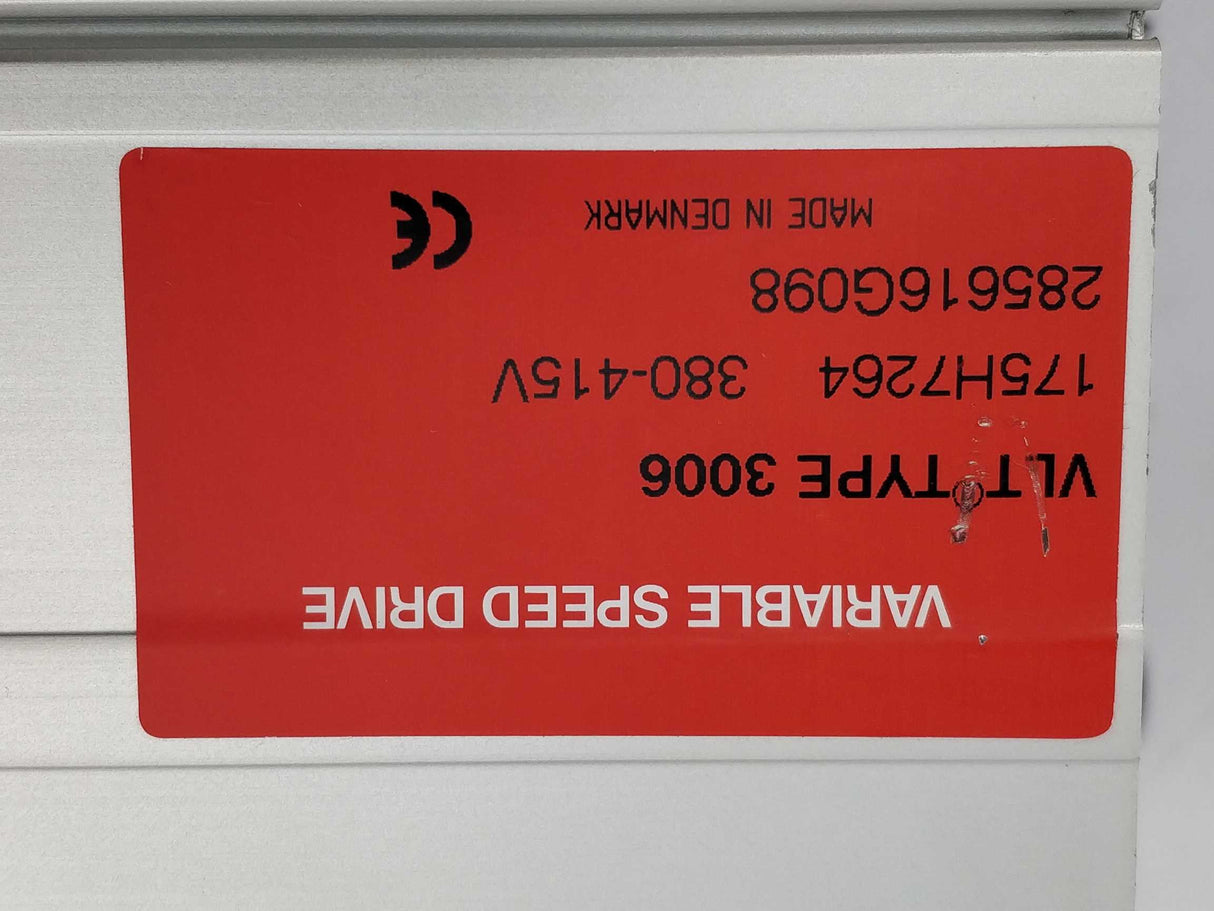 VARIABLE SPEED DRIVE
VLT® TYPE 3006
175H7264 380-415V
285616G098
MADE IN DENMARK CE